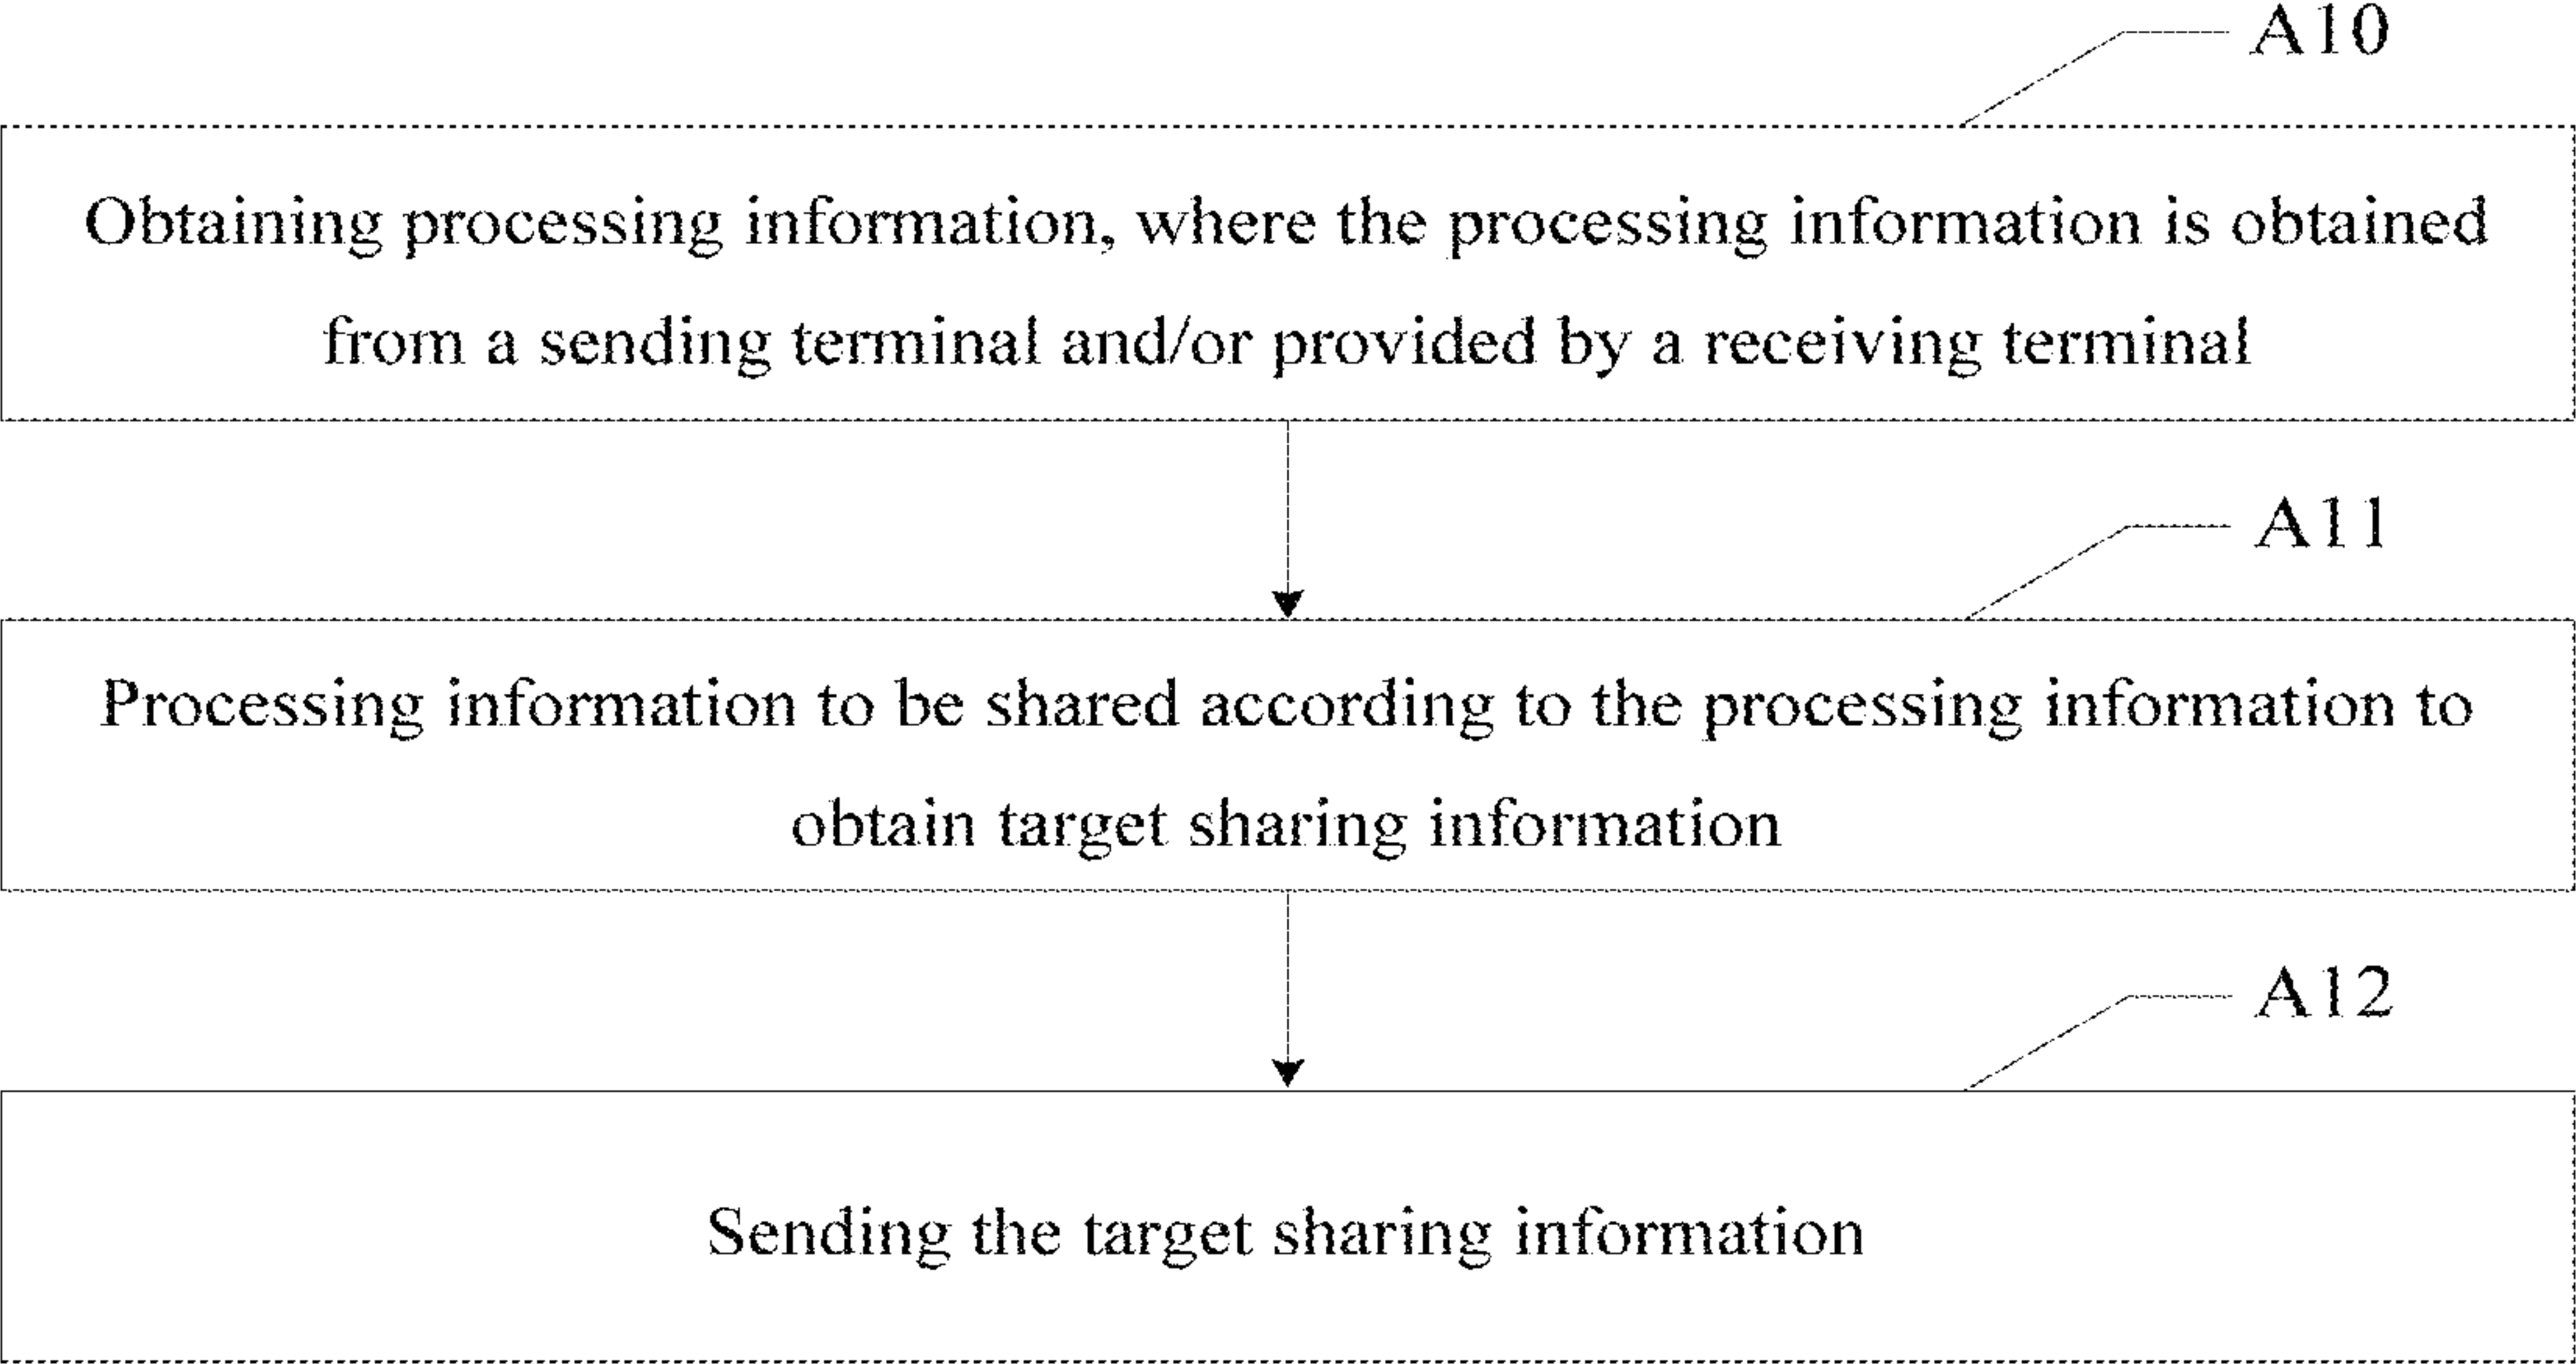 A10
Obtaining processing information, where the processing information is obtained
from a sending terminal and/or provided by a receiving terminal
A11
Processing information to be shared according to the processing information to
obtain target sharing information
A12
Sending the target sharing information